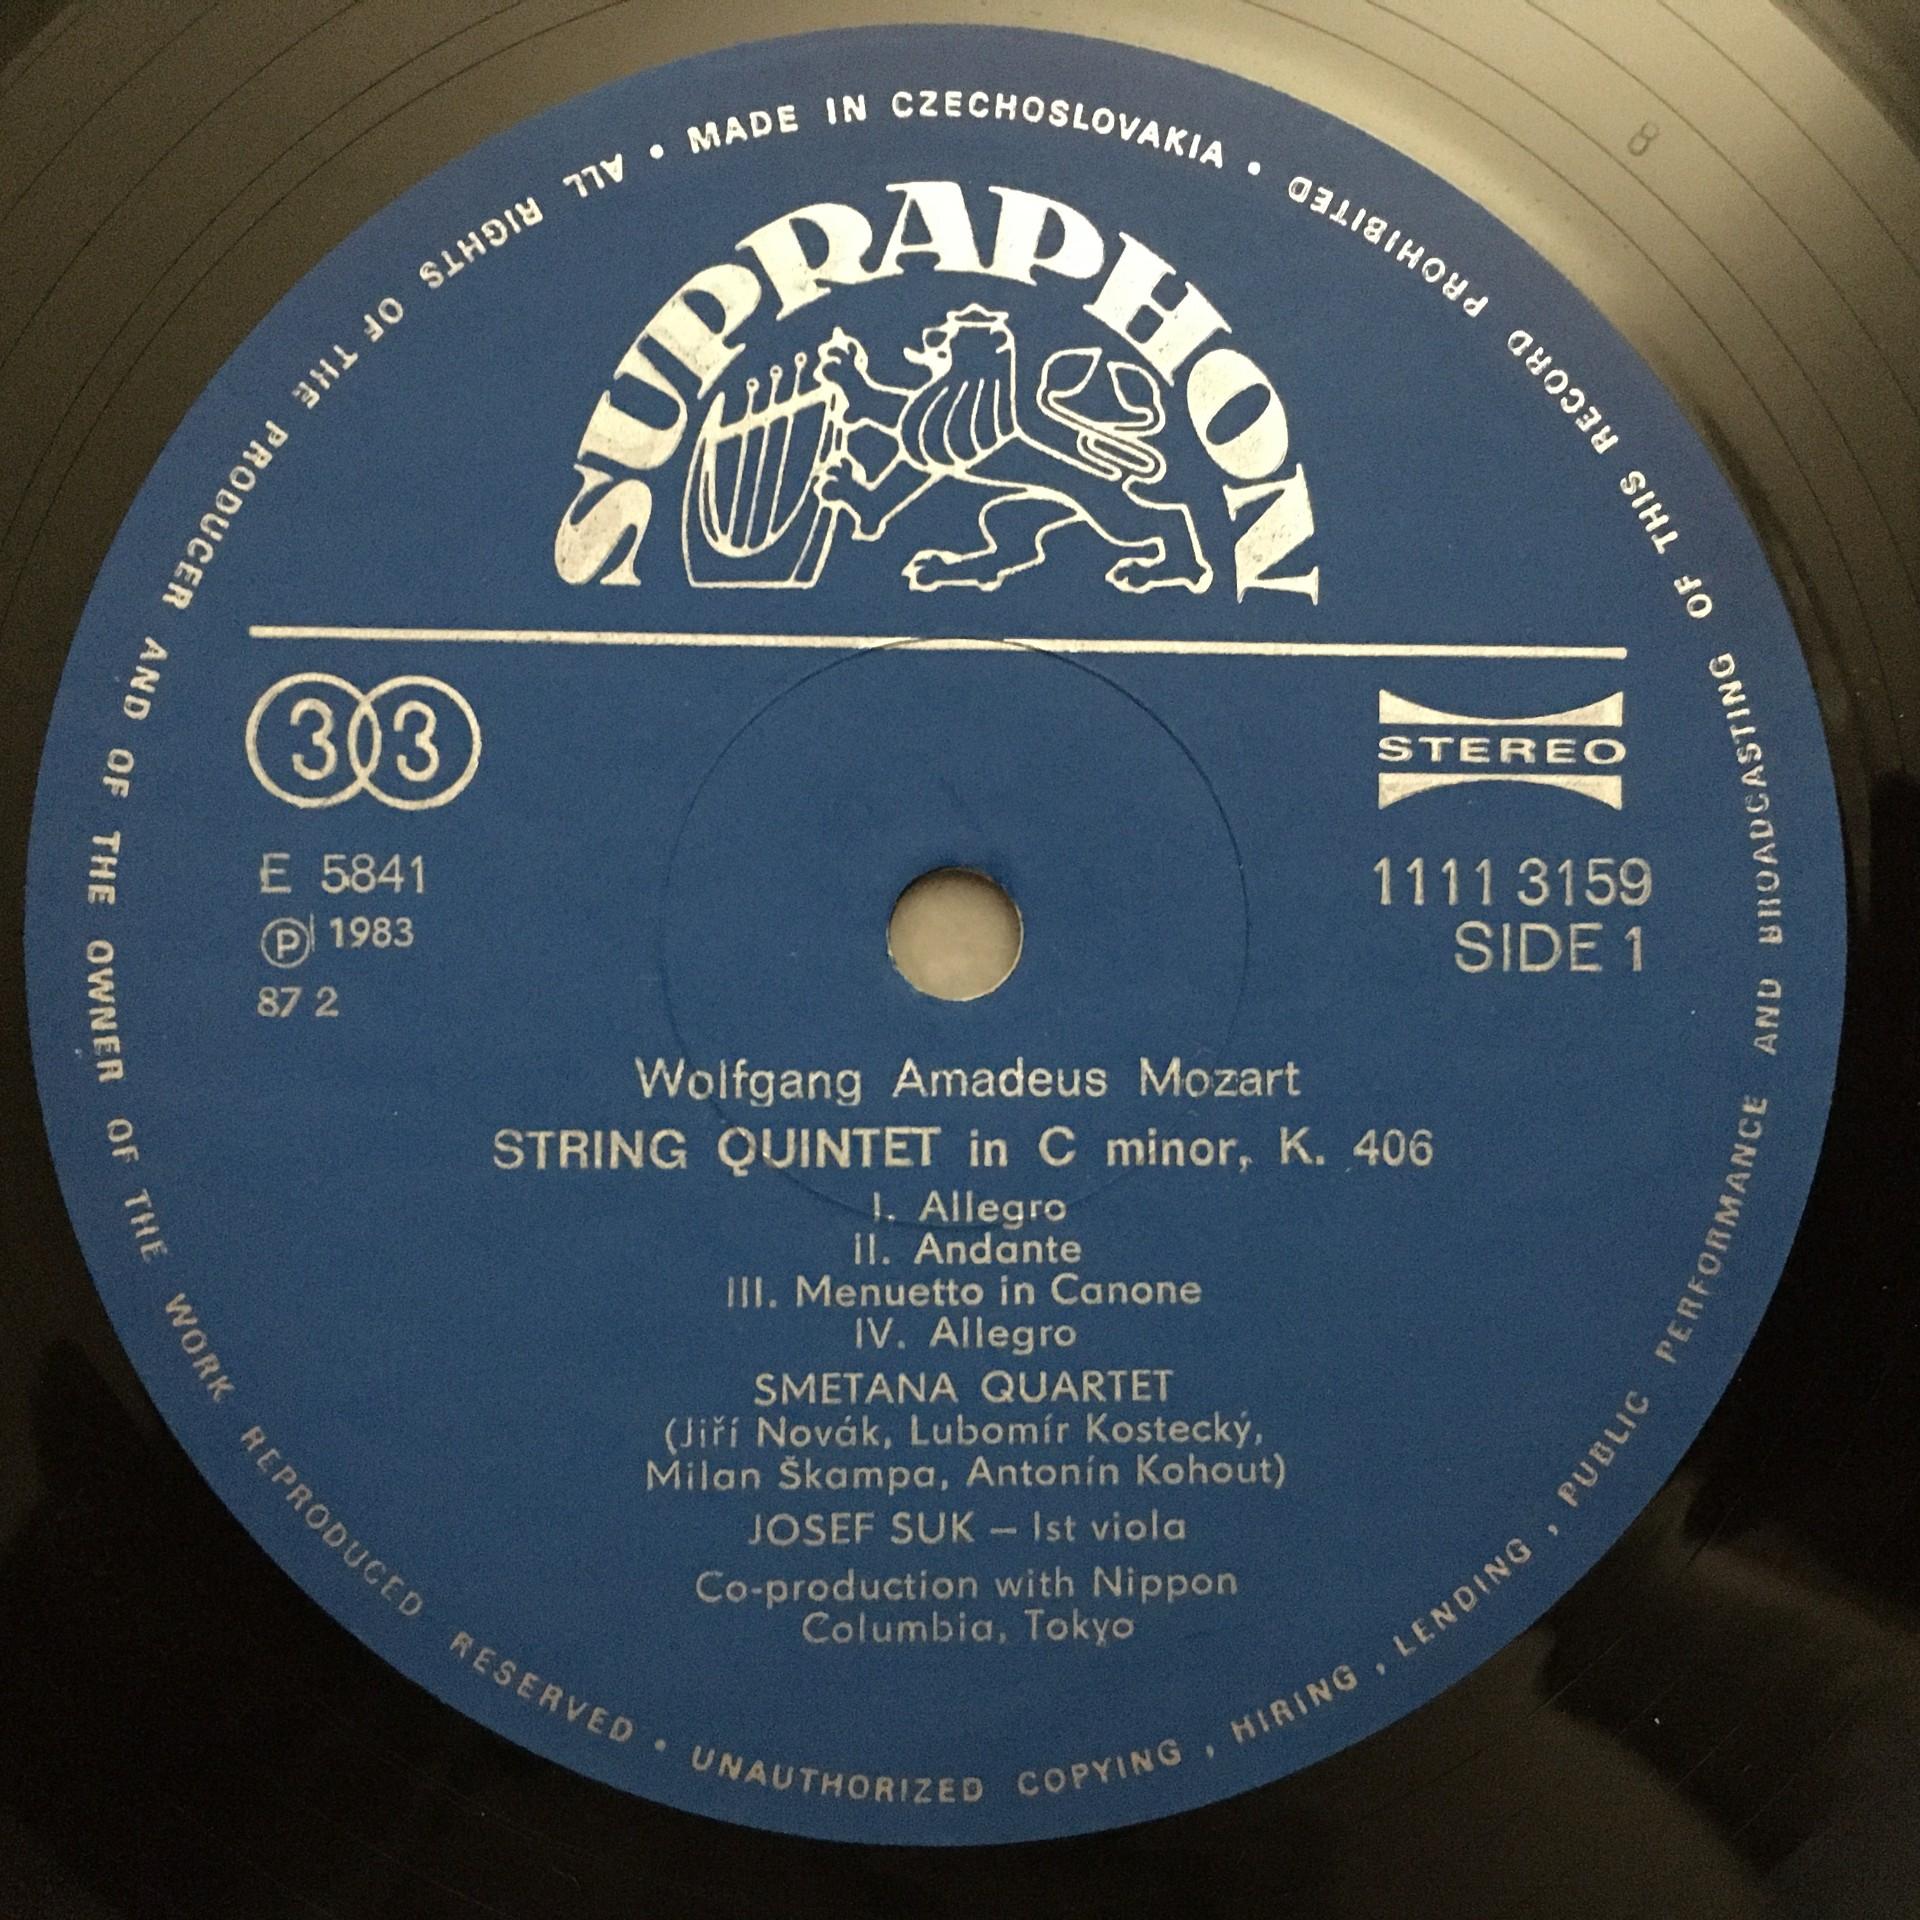 MADE IN CZECHOSLOVAKIA • PROHIBITED RECORD THIS OF BROADCASTING AND PERFORMANCE PUBLIC , LENDING , HIRING , COPYING UNAUTHORIZED • RESERVED REPRODUCED WORK THE OF OWNER THE OF AND PRODUCER THE OF RIGHTS ALL •
SUPRAPHON
33
STEREO
E 5841
1111 3159
Ⓟ 1983
SIDE 1
87 2
Wolfgang Amadeus Mozart
STRING QUINTET in C minor, K. 406
I. Allegro
II. Andante
III. Menuetto in Canone
IV. Allegro
SMETANA QUARTET
(Jiří Novák, Lubomír Kostecký,
Milan Škampa, Antonín Kohout)
JOSEF SUK – Ist viola
Co-production with Nippon
Columbia, Tokyo
8